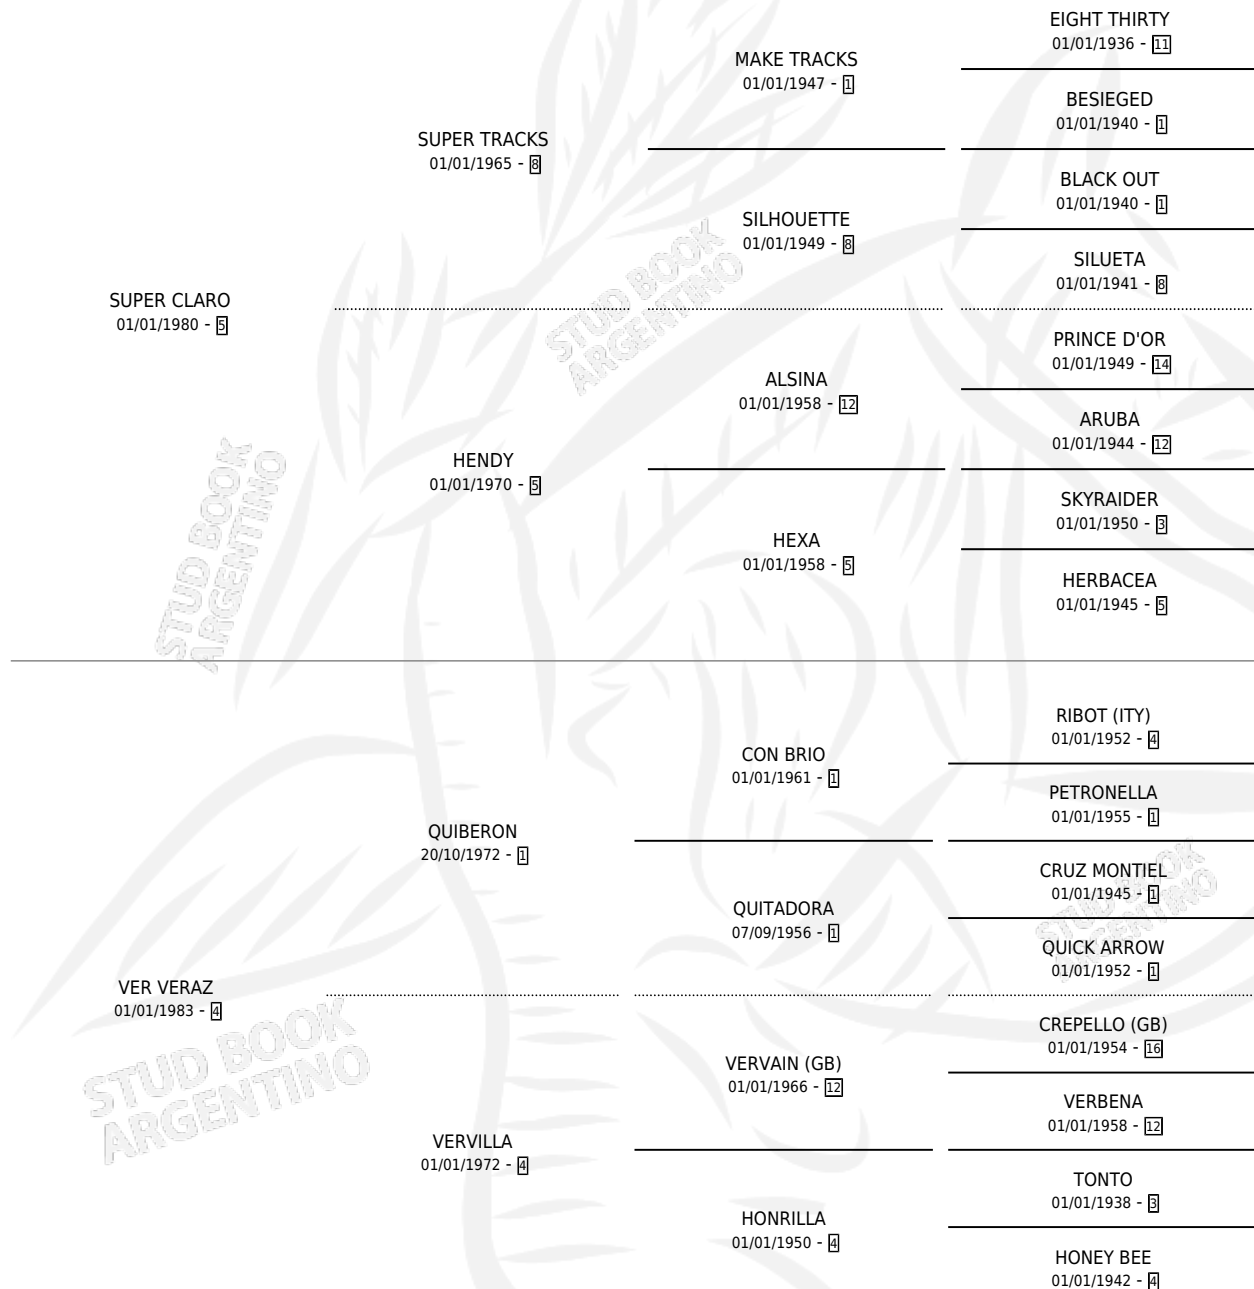 EIGHT THIRTY
01/01/1936 - 11
MAKE TRACKS
01/01/1947 - 1
BESIEGED
01/01/1940 - 1
SUPER TRACKS
01/01/1965 - 8
BLACK OUT
01/01/1940 - 1
SILHOUETTE
01/01/1949 - 8
SILUETA
01/01/1941 - 8
SUPER CLARO
01/01/1980 - 5
PRINCE D'OR
01/01/1949 - 14
ALSINA
01/01/1958 - 12
ARUBA
01/01/1944 - 12
HENDY
01/01/1970 - 5
SKYRAIDER
01/01/1950 - 3
HEXA
01/01/1958 - 5
HERBACEA
01/01/1945 - 5
RIBOT (ITY)
01/01/1952 - 4
CON BRIO
01/01/1961 - 1
PETRONELLA
01/01/1955 - 1
QUIBERON
20/10/1972 - 1
CRUZ MONTIEL
01/01/1945 - 1
QUITADORA
07/09/1956 - 1
QUICK ARROW
01/01/1952 - 1
VER VERAZ
01/01/1983 - 4
CREPELLO (GB)
01/01/1954 - 16
VERVAIN (GB)
01/01/1966 - 12
VERBENA
01/01/1958 - 12
VERVILLA
01/01/1972 - 4
TONTO
01/01/1938 - 3
HONRILLA
01/01/1950 - 4
HONEY BEE
01/01/1942 - 4
STUD BOOK
ARGENTINO
STUD BOOK
ARGENTINO
STUD BOOK
ARGENTINO
STUD BOOK
ARGENTINO